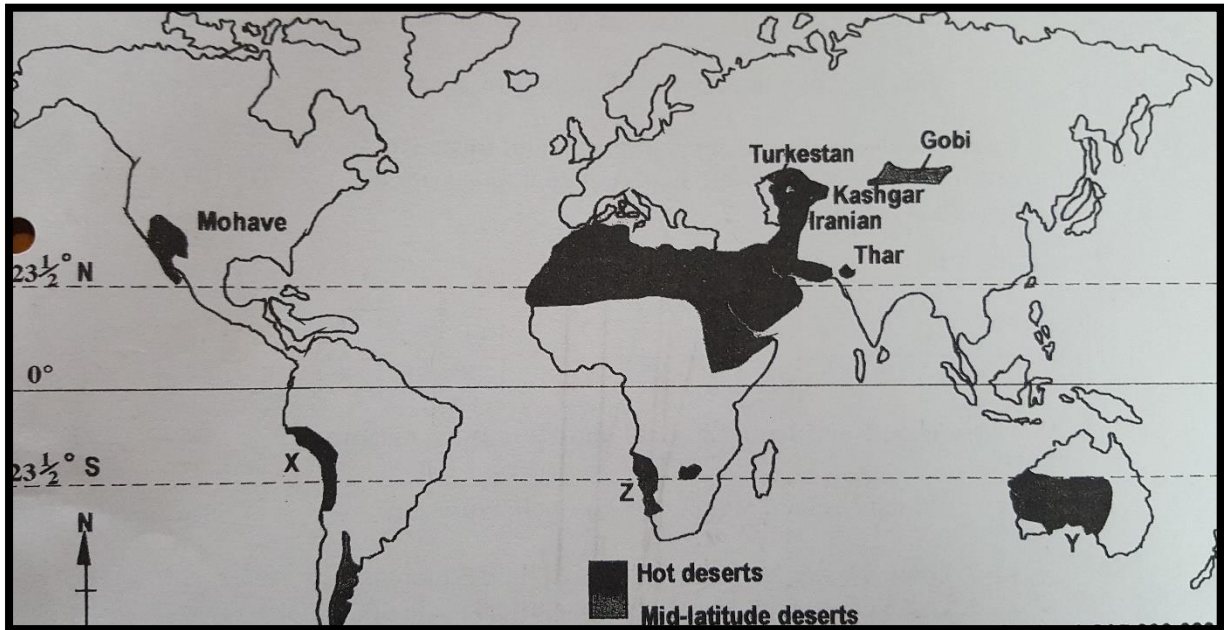 Gobi
Turkestan
Kashgar
Mohave
Iranian
Thar
23½° N
0°
X
23½° S
Z
N
Y
Hot deserts
Mid-latitude deserts